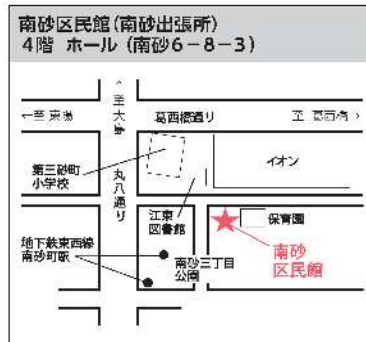 南砂区民館(南砂出張所)
4階 ホール (南砂6-8-3)
←至大島
←至東陽
葛西橋通り
至 葛西橋→
第三砂町
小学校
丸八通り
イオン
江東
図書館
保育園
地下鉄東西線
南砂町駅
南砂三丁目
公園
南砂
区民館